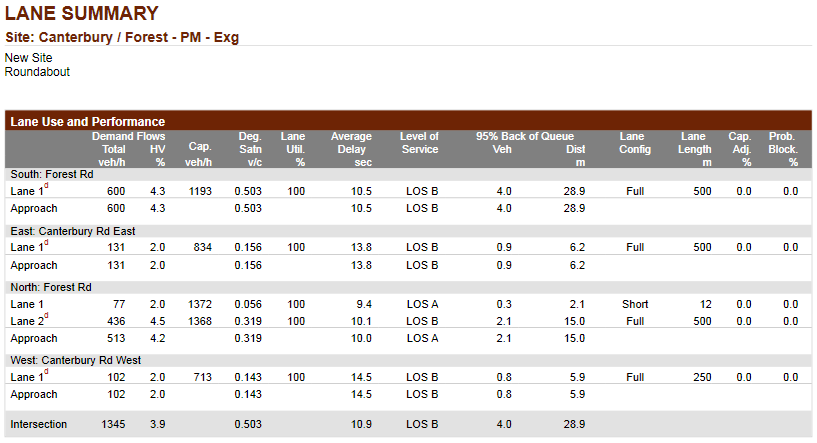 LANE SUMMARY
Site: Canterbury / Forest - PM - Exg
New Site
Roundabout
Lane Use and Performance
Demand Flows Deg. Lane Average Level of 95% Back of Queue Lane Lane Cap. Prob.
Total HV Cap. Satn Util. Delay Service Veh Dist Config Length Adj. Block.
veh/h % veh/h v/c % sec m m % %
South: Forest Rd
Lane 1d 600 4.3 1193 0.503 100 10.5 LOS B 4.0 28.9 Full 500 0.0 0.0
Approach 600 4.3 0.503 10.5 LOS B 4.0 28.9
East: Canterbury Rd East
Lane 1d 131 2.0 834 0.156 100 13.8 LOS B 0.9 6.2 Full 500 0.0 0.0
Approach 131 2.0 0.156 13.8 LOS B 0.9 6.2
North: Forest Rd
Lane 1 77 2.0 1372 0.056 100 9.4 LOS A 0.3 2.1 Short 12 0.0 0.0
Lane 2d 436 4.5 1368 0.319 100 10.1 LOS B 2.1 15.0 Full 500 0.0 0.0
Approach 513 4.2 0.319 10.0 LOS A 2.1 15.0
West: Canterbury Rd West
Lane 1d 102 2.0 713 0.143 100 14.5 LOS B 0.8 5.9 Full 250 0.0 0.0
Approach 102 2.0 0.143 14.5 LOS B 0.8 5.9
Intersection 1345 3.9 0.503 10.9 LOS B 4.0 28.9